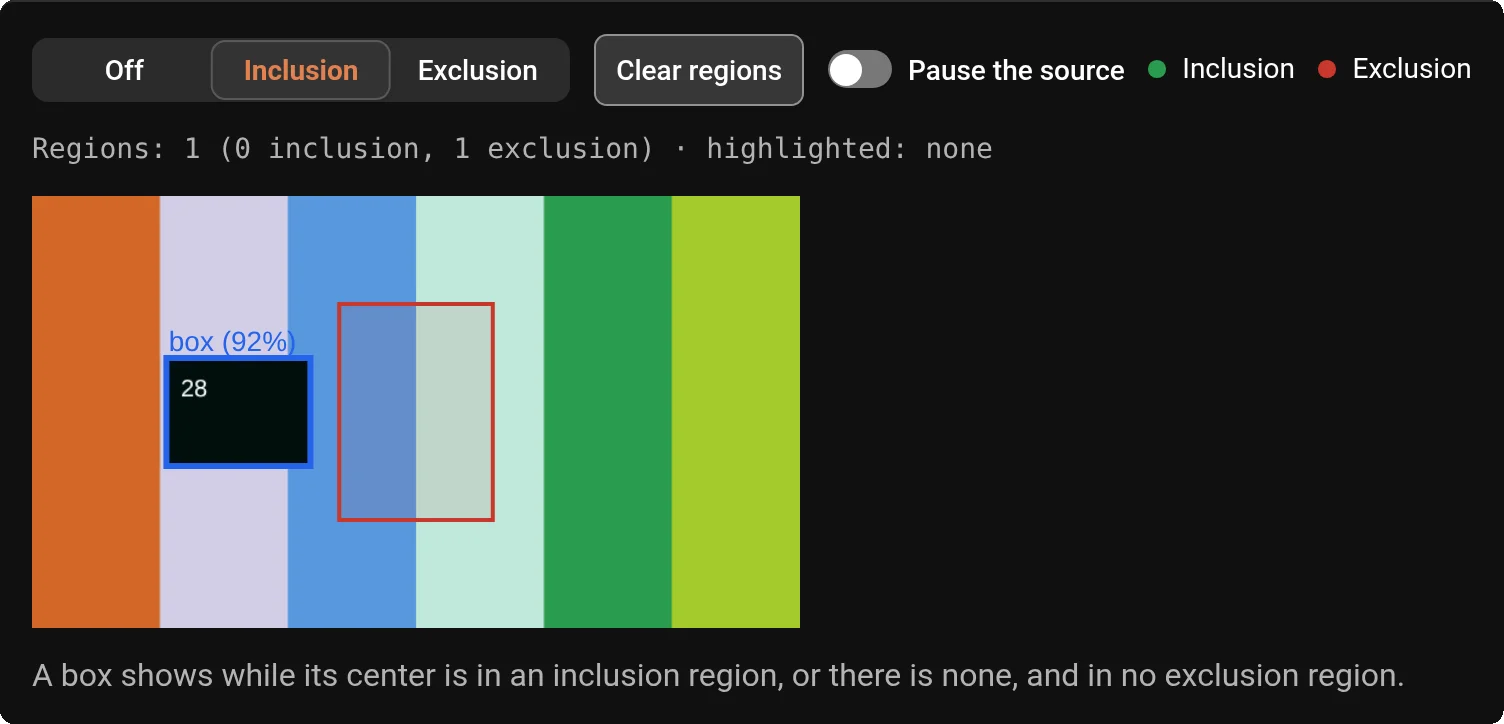 Off Inclusion Exclusion Clear regions Pause the source Inclusion Exclusion
Regions: 1 (0 inclusion, 1 exclusion) · highlighted: none
box (92%)
28
A box shows while its center is in an inclusion region, or there is none, and in no exclusion region.